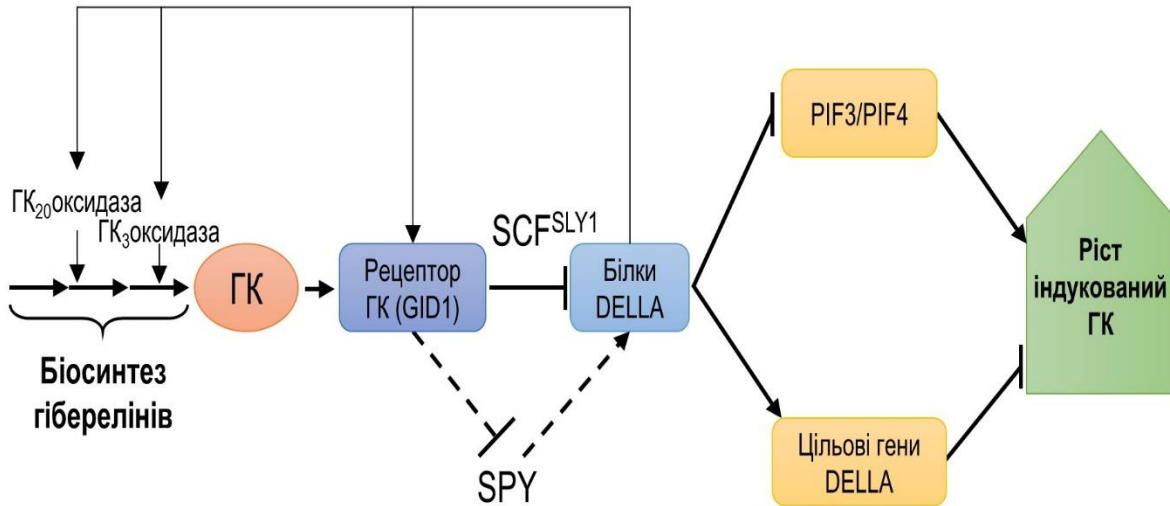 PIF3/PIF4
ГК20оксидаза
ГК3оксидаза
SCFSLY1
ГК
Рецептор
ГК (GID1)
Білки
DELLA
Ріст
індукований
ГК
Біосинтез
гіберелінів
SPY
Цільові гени
DELLA